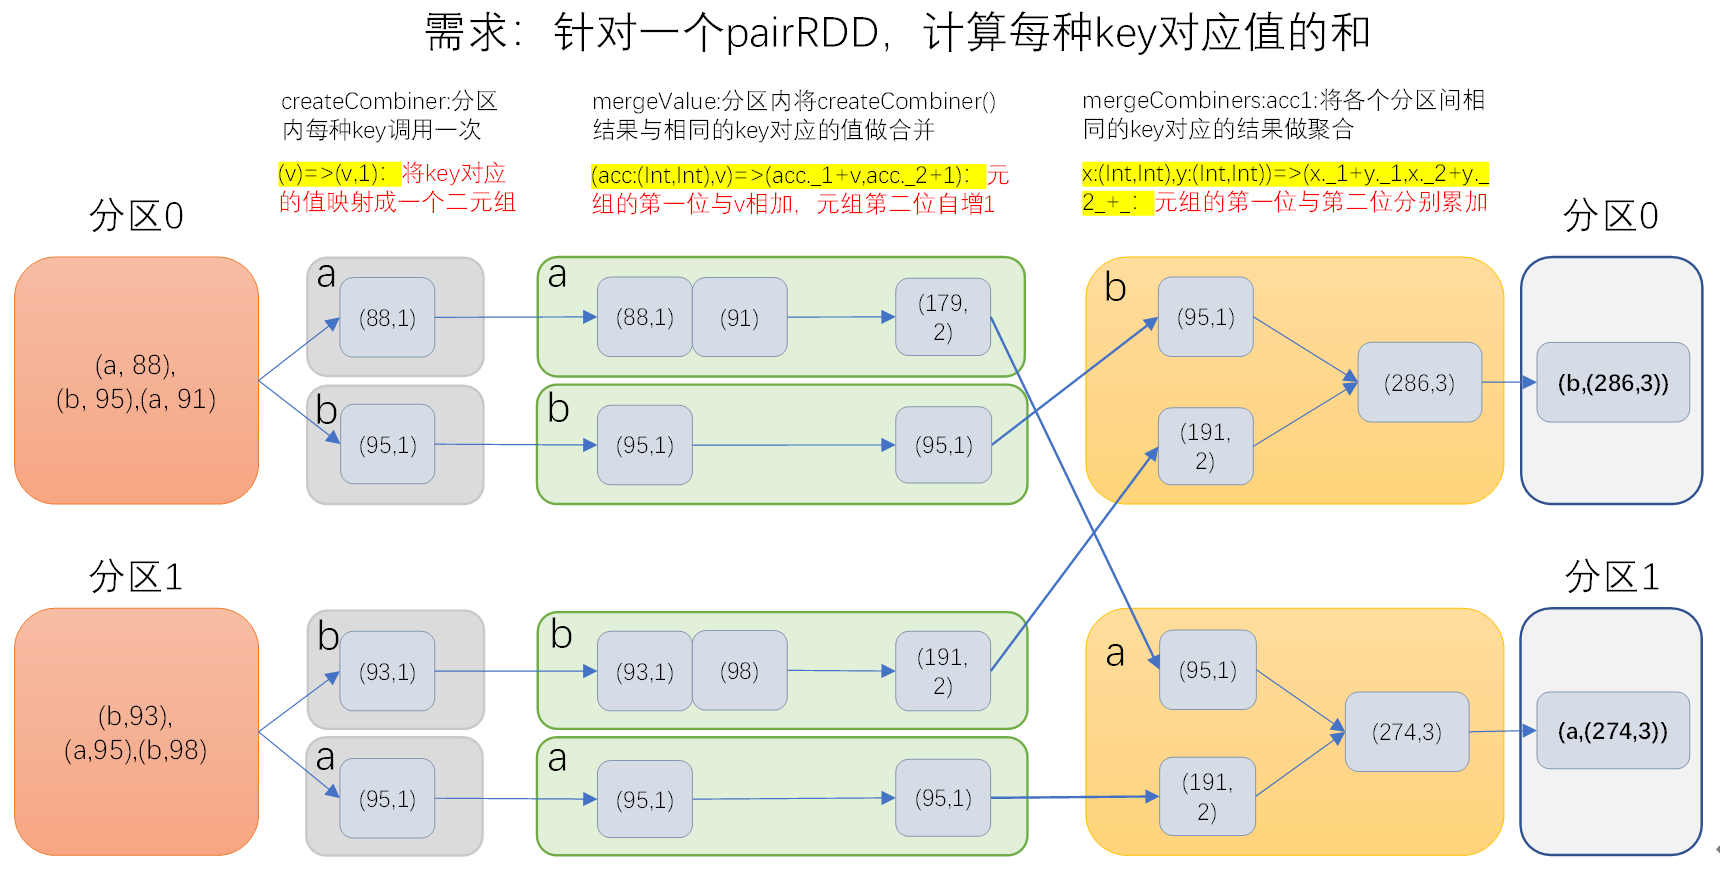 需求：针对一个pairRDD，计算每种key对应值的和
createCombiner:分区
内每种key调用一次
(v)=>(v,1)：将key对应
的值映射成一个二元组
mergeValue:分区内将createCombiner()
结果与相同的key对应的值做合并
(acc:(Int,Int),v)=>(acc._1+v,acc._2+1)：元
组的第一位与v相加，元组第二位自增1
mergeCombiners:acc1:将各个分区间相
同的key对应的结果做聚合
x:(Int,Int),y:(Int,Int))=>(x._1+y._1,x._2+y._
2_+_：元组的第一位与第二位分别累加
分区0
(a, 88),
(b, 95),(a, 91)
a
(88,1)
b
(95,1)
a
(88,1)
(91)
(179,
2)
b
(95,1)
(95,1)
b
(95,1)
(191,
2)
(286,3)
分区0
(b,(286,3))
分区1
(b,93),
(a,95),(b,98)
b
(93,1)
a
(95,1)
b
(93,1)
(98)
(191,
2)
a
(95,1)
(95,1)
a
(95,1)
(191,
2)
(274,3)
分区1
(a,(274,3))